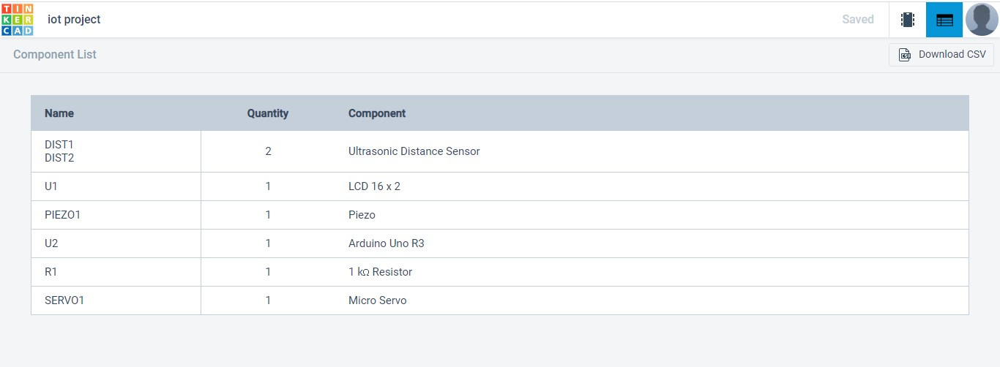 TIN
KER
CAD
iot project
Saved
Component List
Download CSV
Name Quantity Component
DIST1
DIST2
2 Ultrasonic Distance Sensor
U1 1 LCD 16 x 2
PIEZO1 1 Piezo
U2 1 Arduino Uno R3
R1 1 1 kΩ Resistor
SERVO1 1 Micro Servo